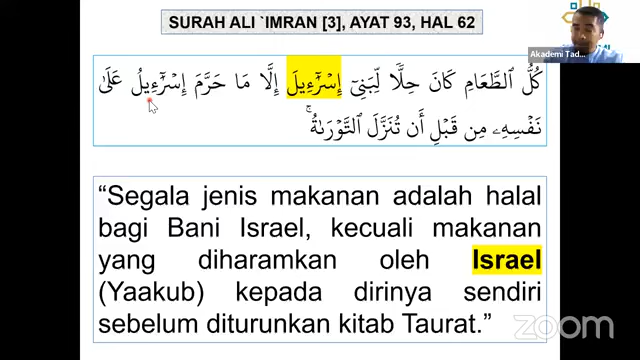 SURAH ALI `IMRAN [3], AYAT 93, HAL 62
Akademi Tad...
كُلُّ ٱلطَّعَامِ كَانَ حِلًّا لِّبَنِيٓ إِسْرَٰٓءِيلَ إِلَّا مَا حَرَّمَ إِسْرَٰٓءِيلُ عَلَىٰ
نَفْسِهِۦ مِن قَبْلِ أَن تُنَزَّلَ ٱلتَّوْرَىٰةُ ۚ
“Segala jenis makanan adalah halal
bagi Bani Israel, kecuali makanan
yang diharamkan oleh Israel
(Yaakub) kepada dirinya sendiri
sebelum diturunkan kitab Taurat.”
zoom